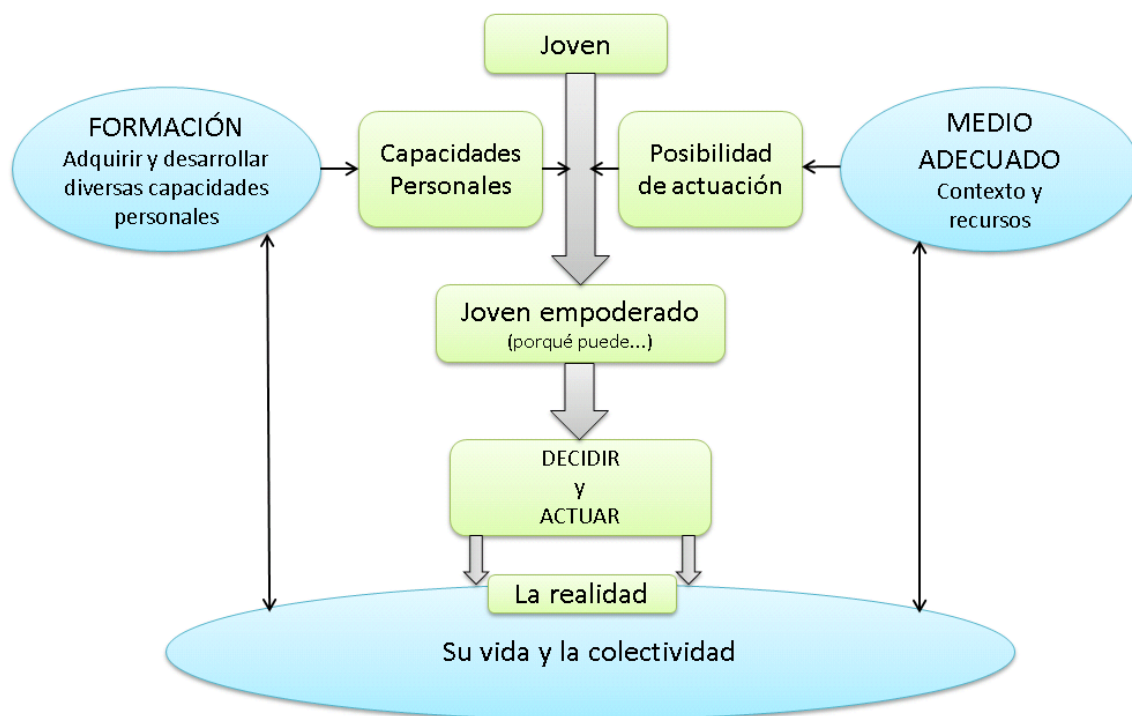 Joven
FORMACIÓN
Adquirir y desarrollar
diversas capacidades
personales
Capacidades
Personales
Posibilidad
de actuación
MEDIO
ADECUADO
Contexto y
recursos
Joven empoderado
(porqué puede...)
DECIDIR
y
ACTUAR
La realidad
Su vida y la colectividad